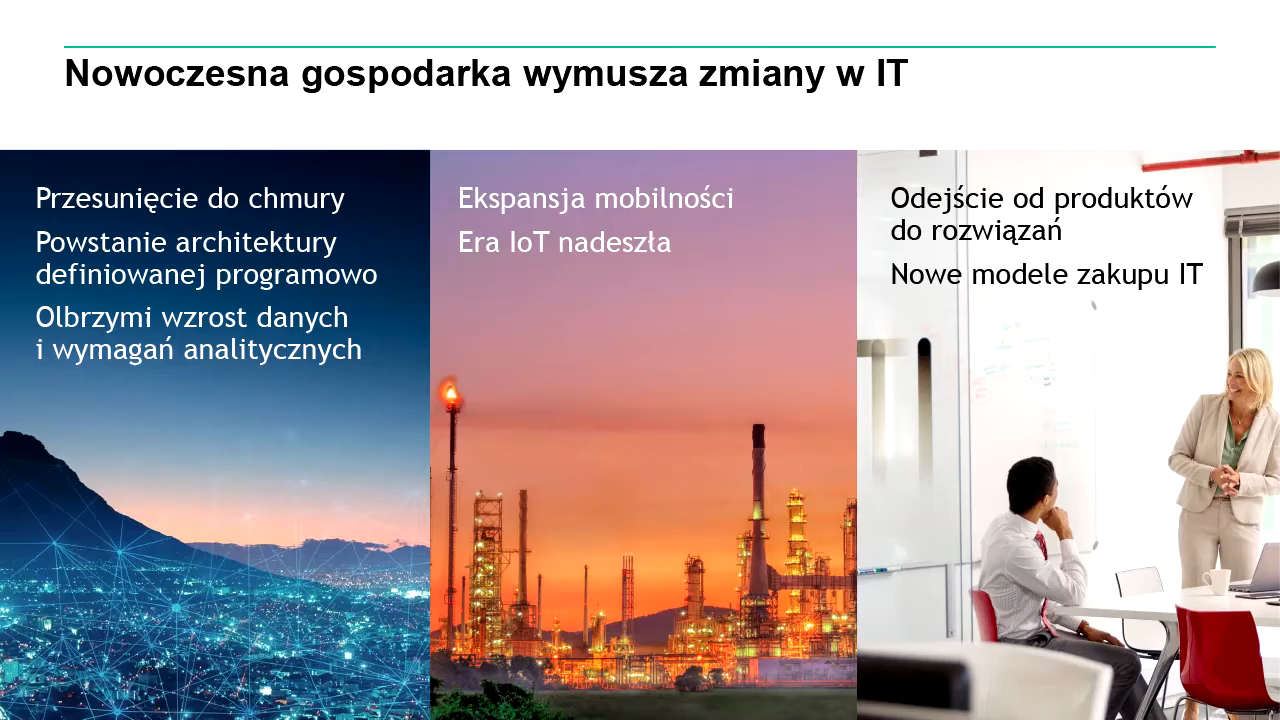 Nowoczesna gospodarka wymusza zmiany w IT
Przesunięcie do chmury
Powstanie architektury
definiowanej programowo
Olbrzymi wzrost danych
i wymagań analitycznych
Ekspansja mobilności
Era IoT nadeszła
Odejście od produktów
do rozwiązań
Nowe modele zakupu IT